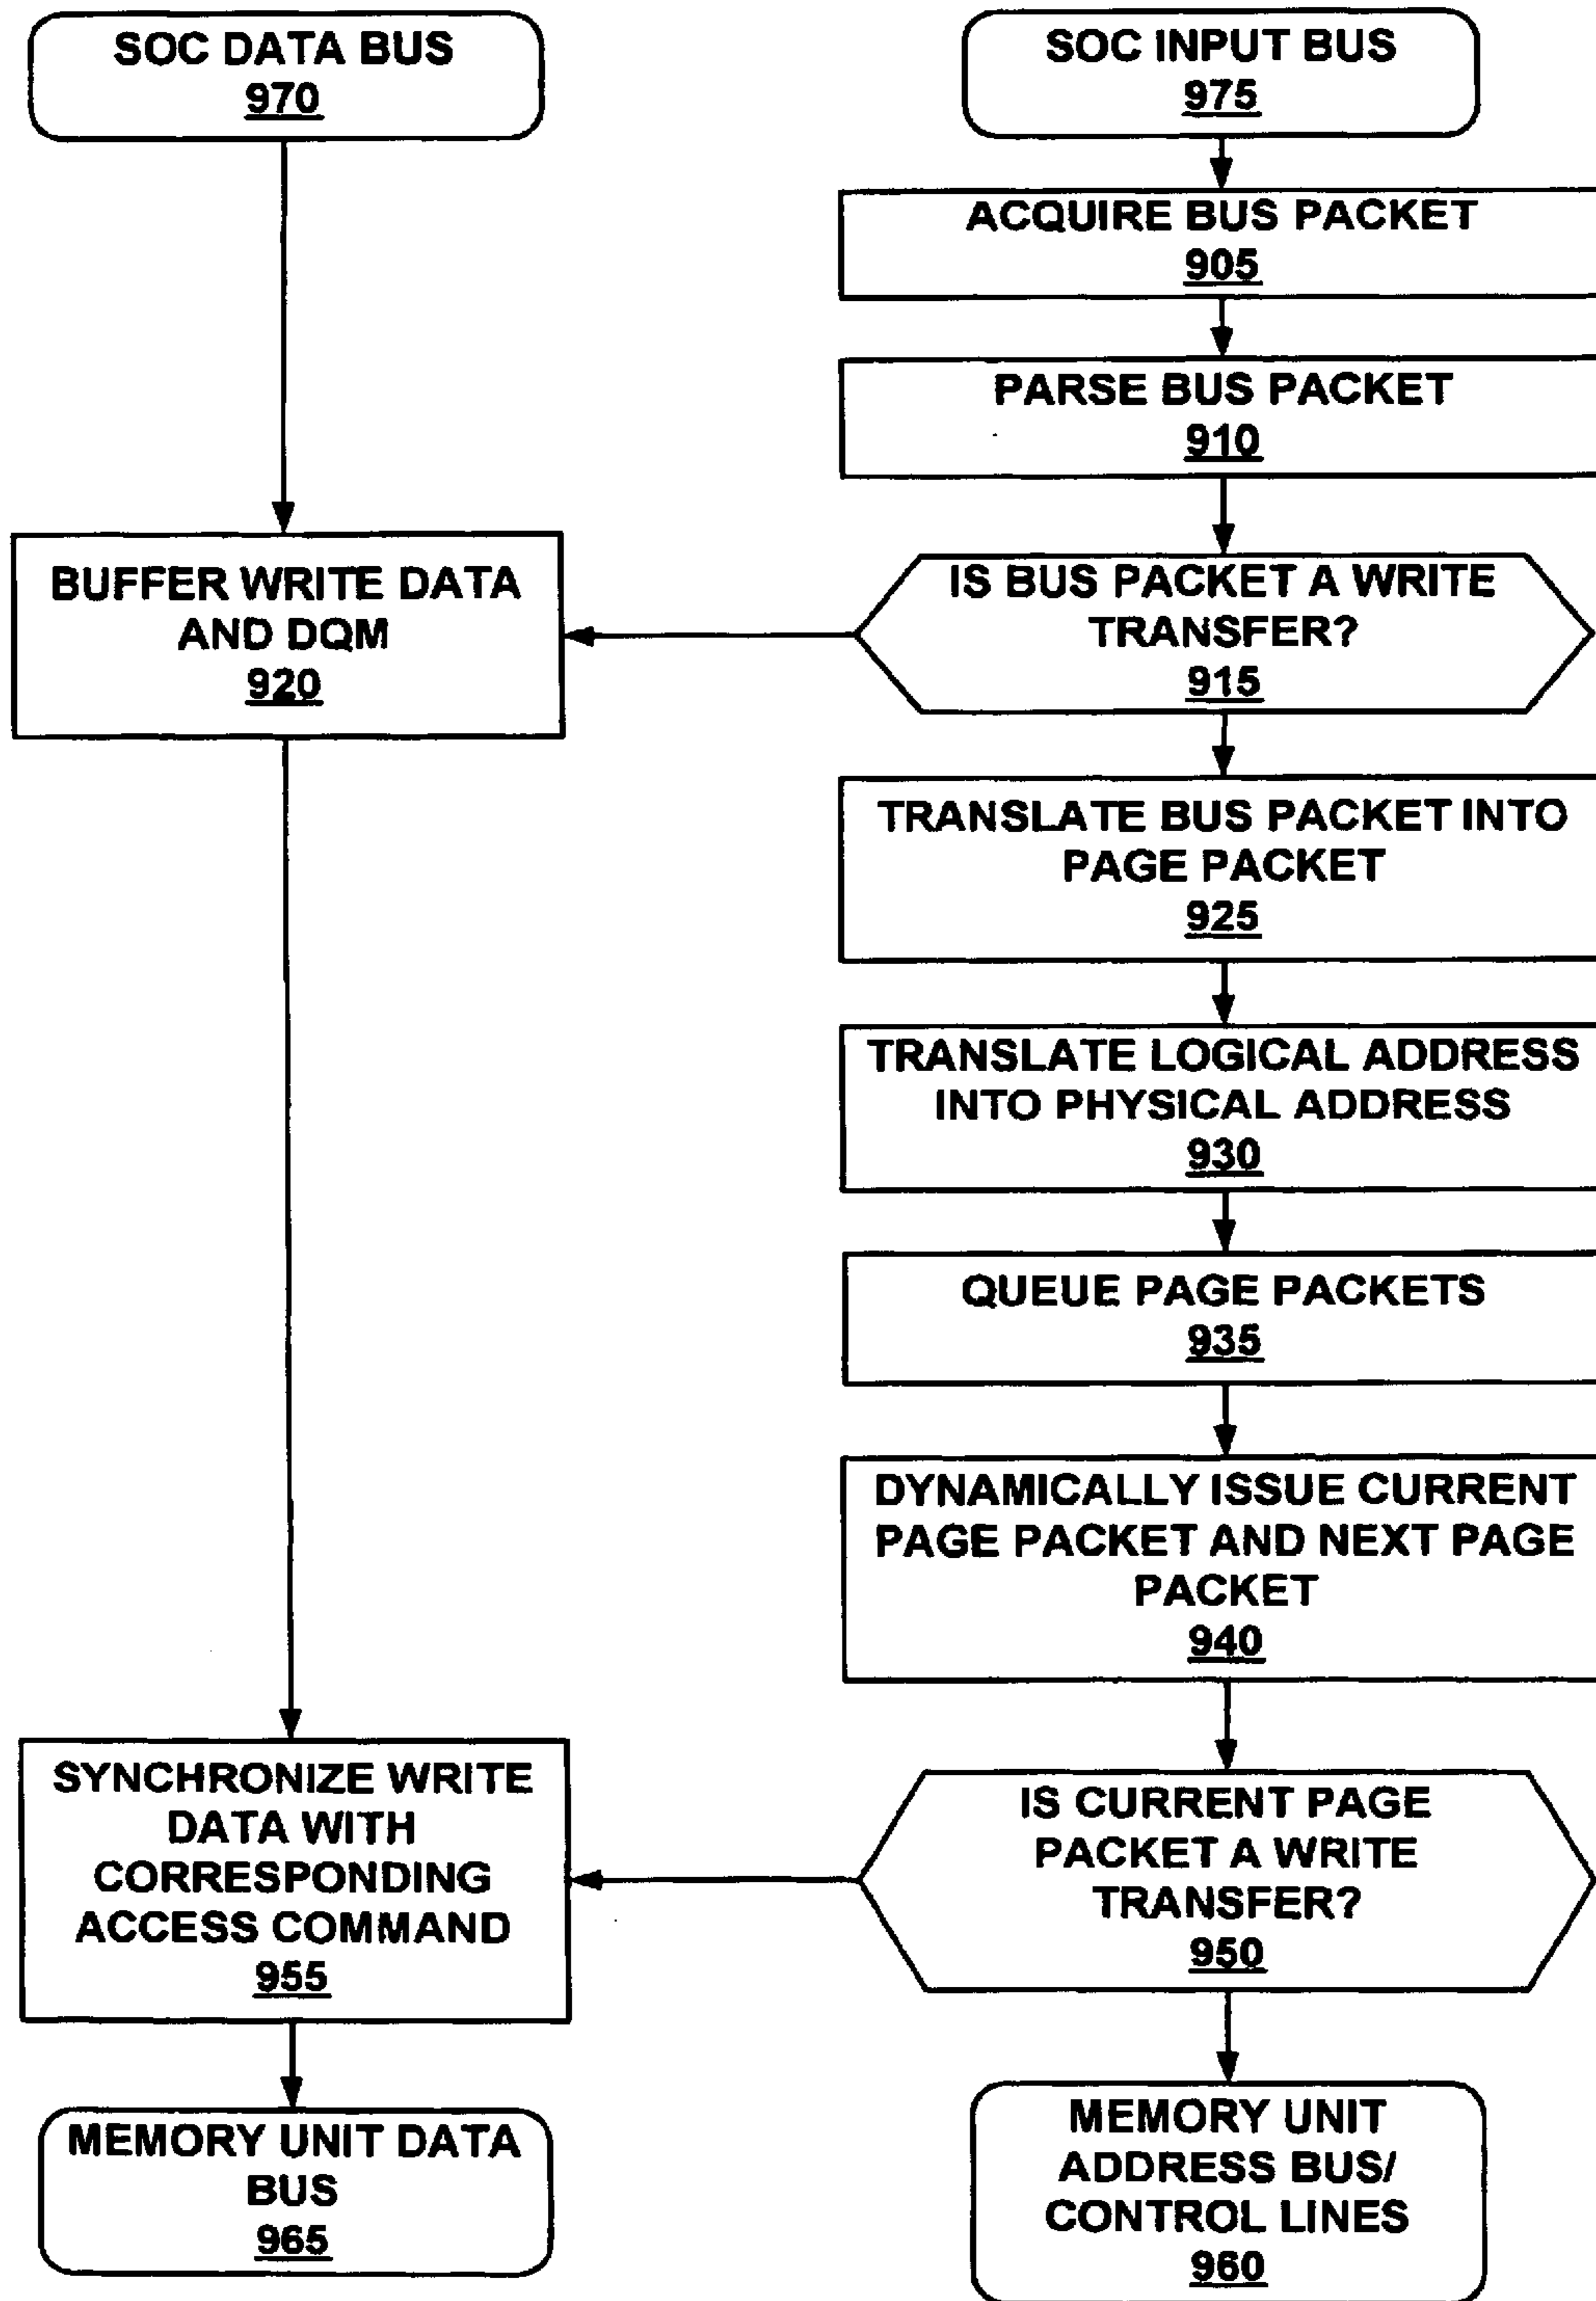 SOC DATA BUS
970
SOC INPUT BUS
975
ACQUIRE BUS PACKET
905
PARSE BUS PACKET
910
BUFFER WRITE DATA
AND DQM
920
IS BUS PACKET A WRITE
TRANSFER?
915
TRANSLATE BUS PACKET INTO
PAGE PACKET
925
TRANSLATE LOGICAL ADDRESS
INTO PHYSICAL ADDRESS
930
QUEUE PAGE PACKETS
935
DYNAMICALLY ISSUE CURRENT
PAGE PACKET AND NEXT PAGE
PACKET
940
SYNCHRONIZE WRITE
DATA WITH
CORRESPONDING
ACCESS COMMAND
955
IS CURRENT PAGE
PACKET A WRITE
TRANSFER?
950
MEMORY UNIT DATA
BUS
965
MEMORY UNIT
ADDRESS BUS/
CONTROL LINES
960